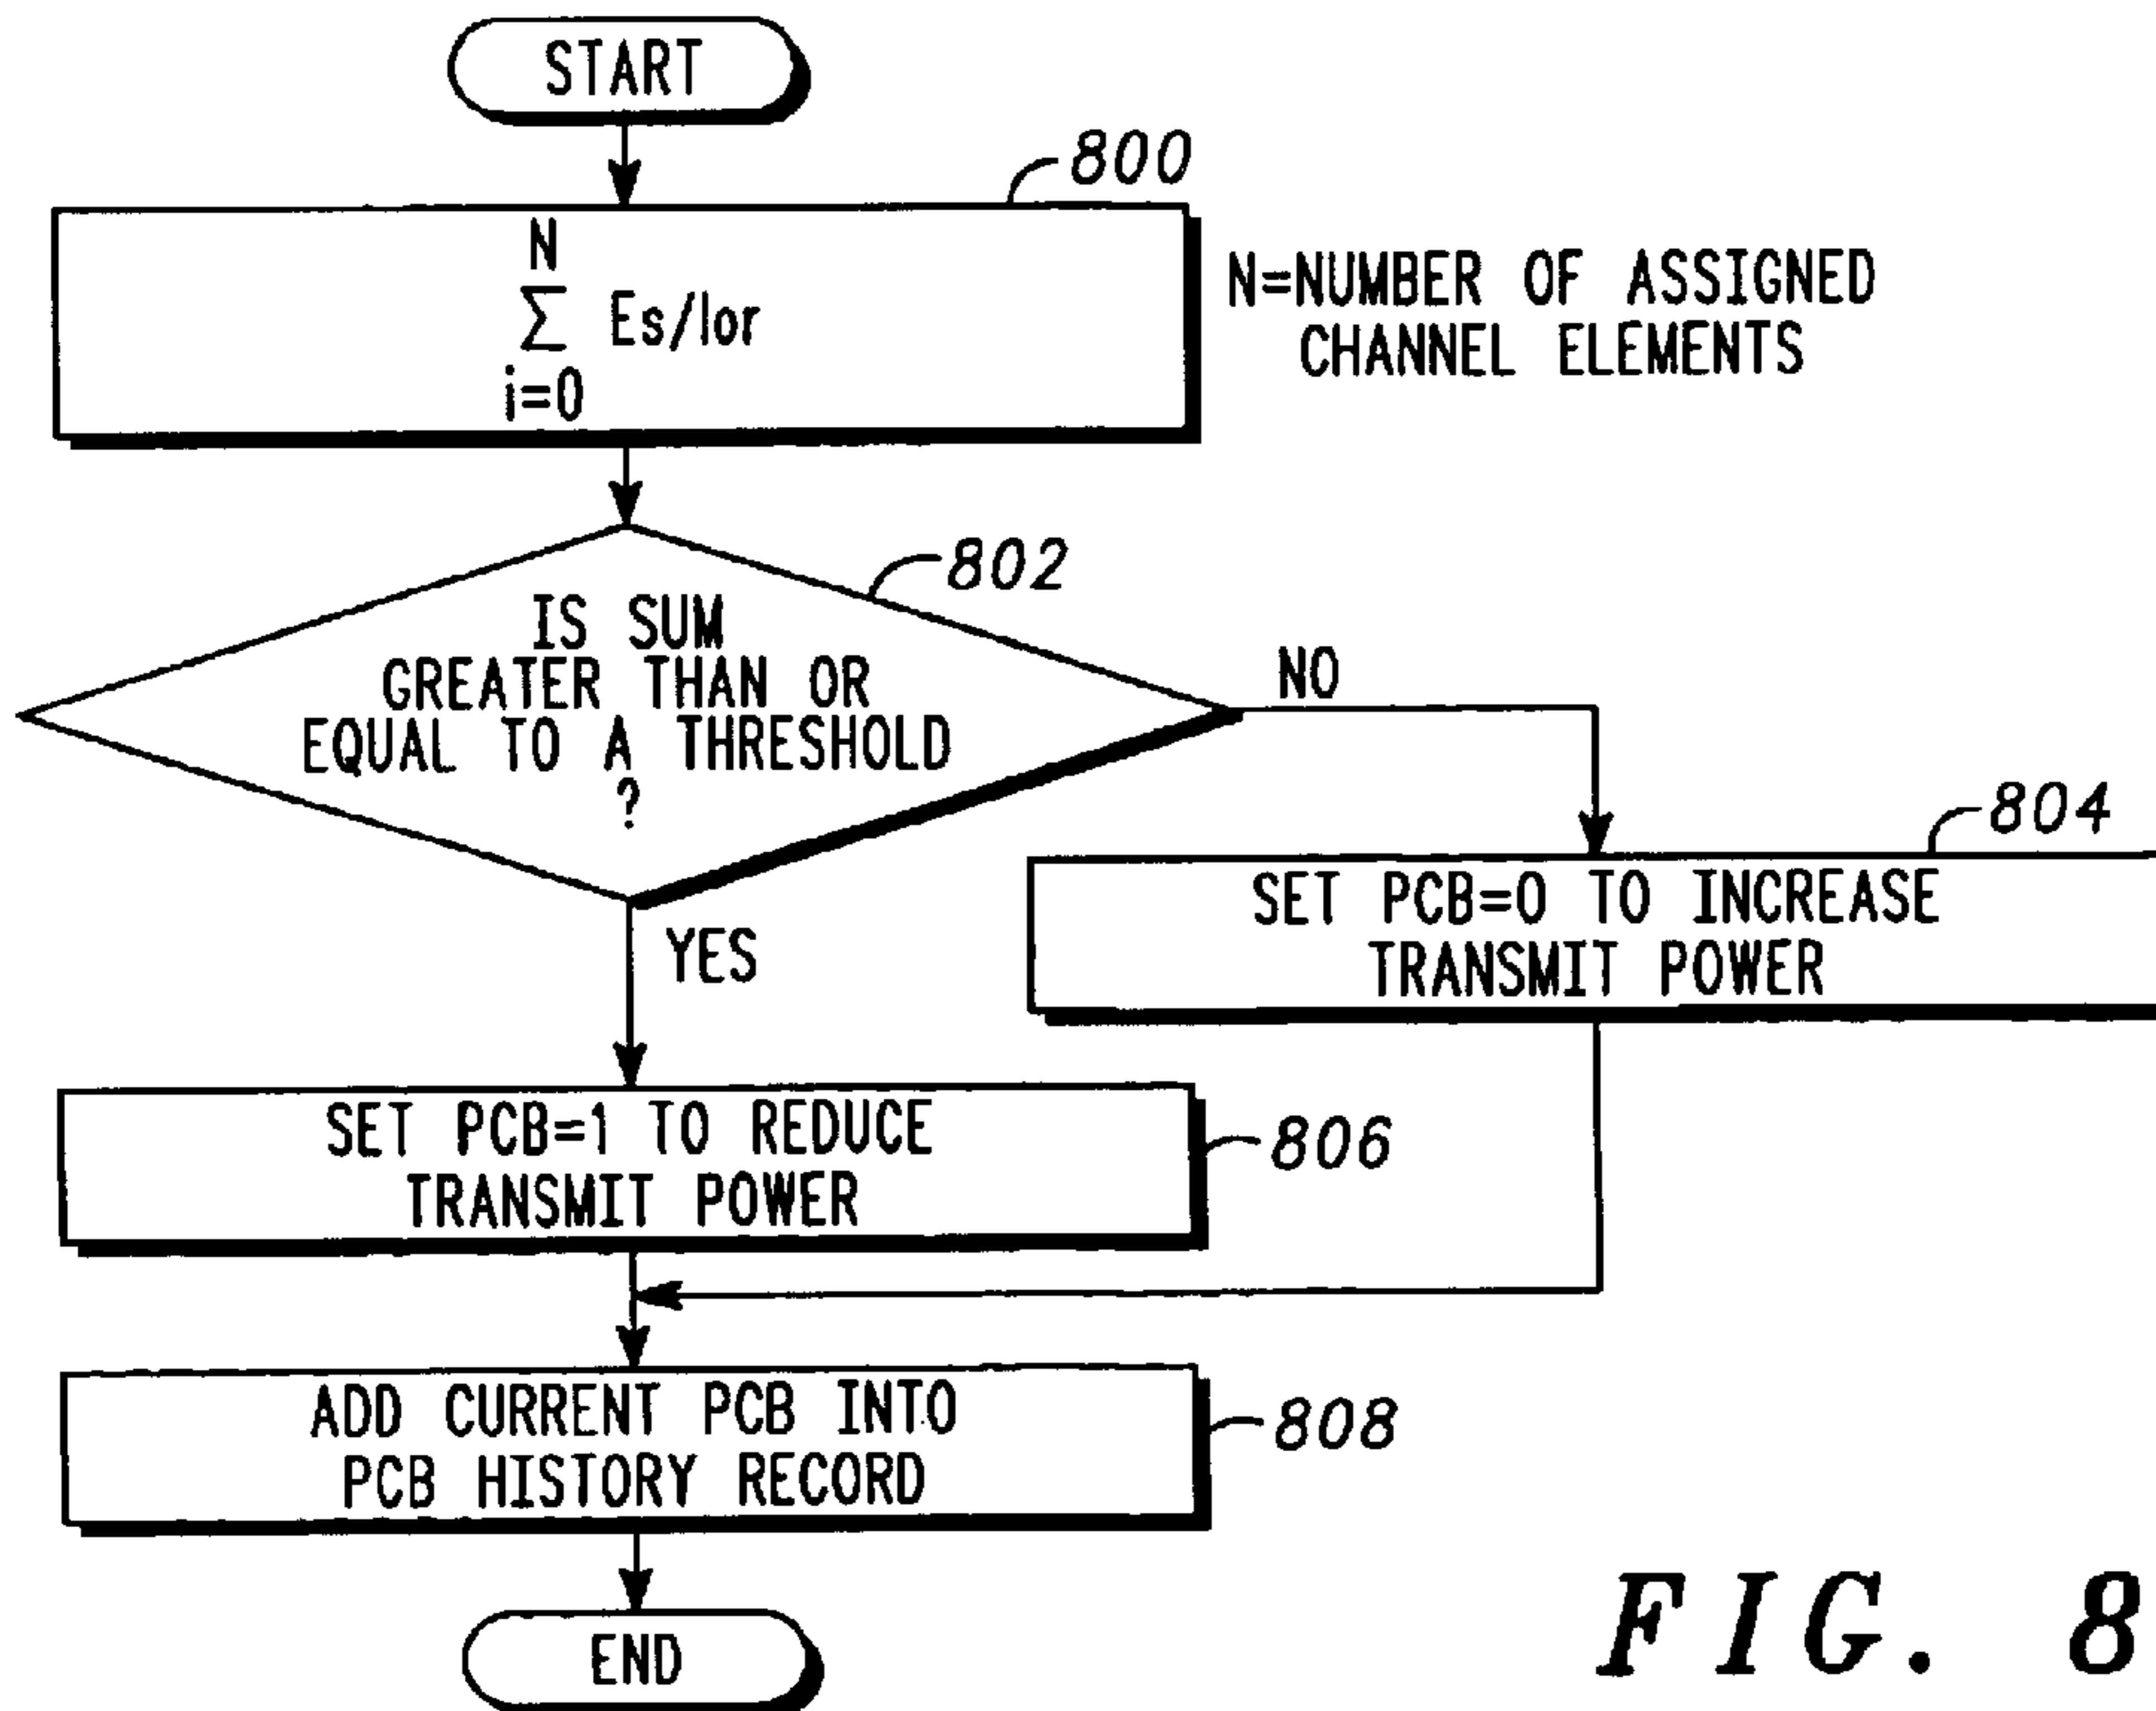 START
800
N
Σ Es/Ior
i=0
N=NUMBER OF ASSIGNED
CHANNEL ELEMENTS
802
IS SUM
GREATER THAN OR
EQUAL TO A THRESHOLD
?
NO
YES
804
SET PCB=0 TO INCREASE
TRANSMIT POWER
SET PCB=1 TO REDUCE
TRANSMIT POWER
806
ADD CURRENT PCB INTO
PCB HISTORY RECORD
808
END
FIG. 8